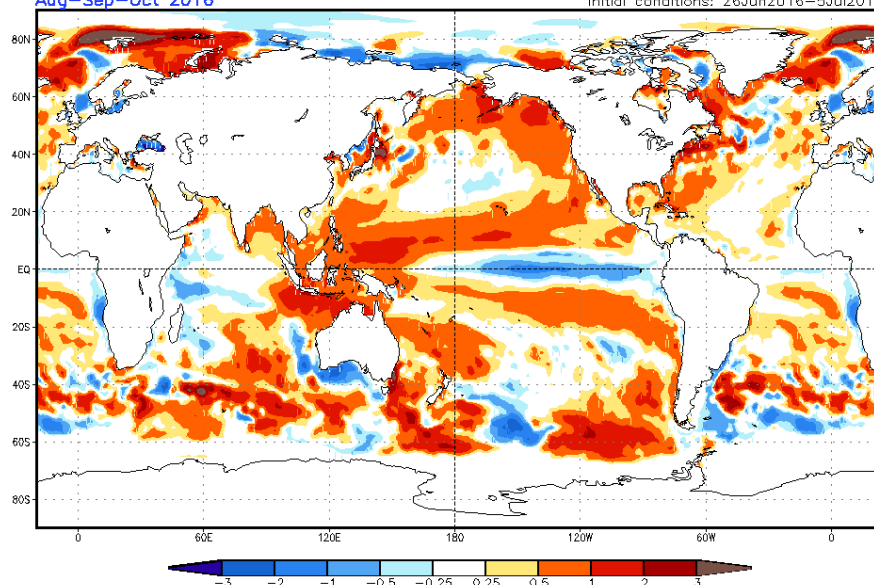 Aug-Sep-Oct 2016
Initial conditions: 26Jun2016-5Jul201
80N
60N
40N
20N
EQ
20S
40S
60S
80S
0 60E 120E 180 120W 60W 0
-3 -2 -1 -0.5 -0.25 0.25 0.5 1 2 3